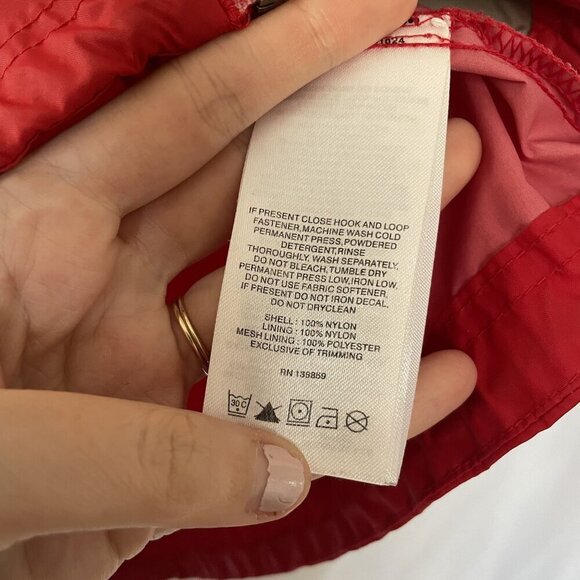 1624
IF PRESENT CLOSE HOOK AND LOOP
FASTENER,MACHINE WASH COLD
PERMANENT PRESS, POWDERED
DETERGENT,RINSE
THOROUGHLY, WASH SEPARATELY,
DO NOT BLEACH, TUMBLE DRY
PERMANENT PRESS LOW,IRON LOW,
DO NOT USE FABRIC SOFTENER,
IF PRESENT DO NOT IRON DECAL,
DO NOT DRYCLEAN
SHELL : 100% NYLON
LINING : 100% NYLON
MESH LINING : 100% POLYESTER
EXCLUSIVE OF TRIMMING
RN 138859
30 C